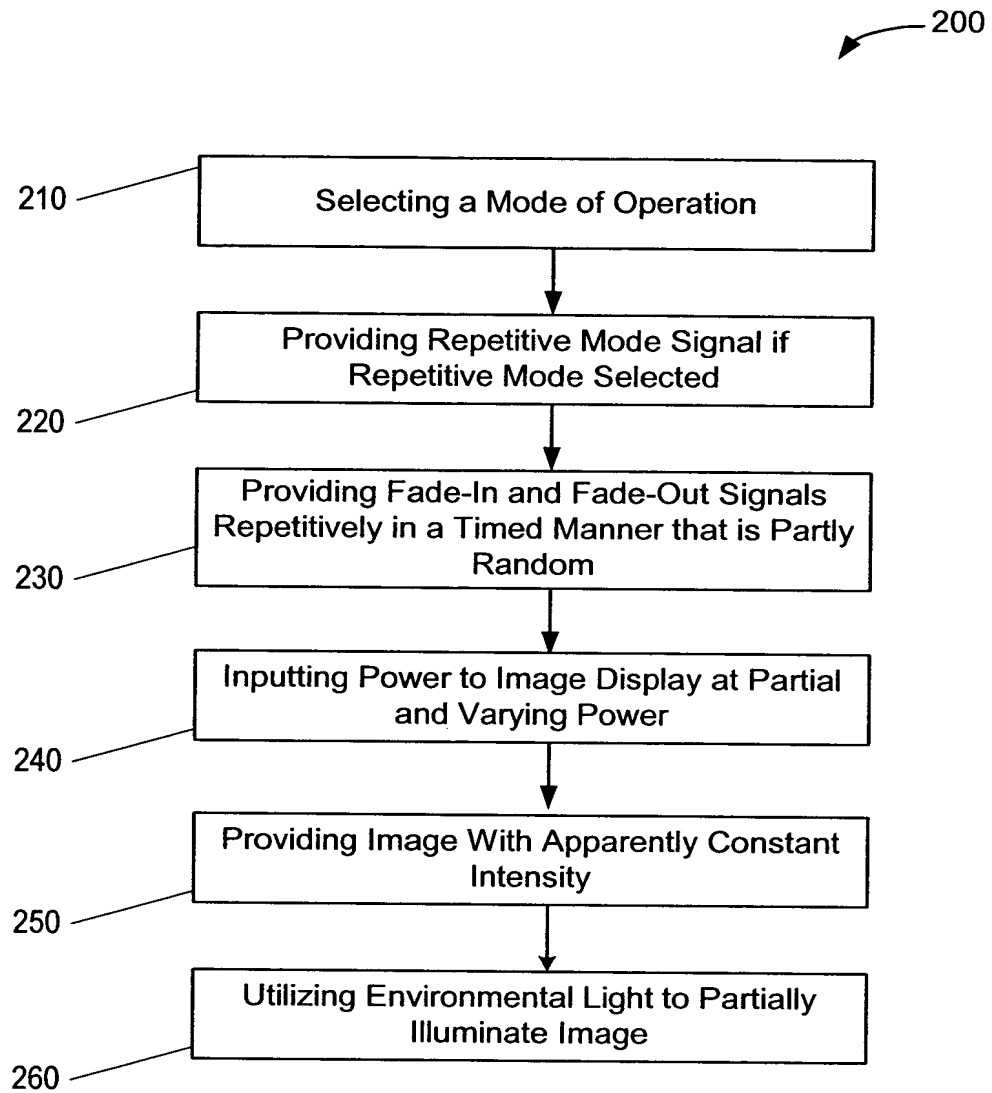 200
210
Selecting a Mode of Operation
Providing Repetitive Mode Signal if
Repetitive Mode Selected
220
Providing Fade-In and Fade-Out Signals
Repetitively in a Timed Manner that is Partly
Random
230
Inputting Power to Image Display at Partial
and Varying Power
240
Providing Image With Apparently Constant
Intensity
250
Utilizing Environmental Light to Partially
Illuminate Image
260